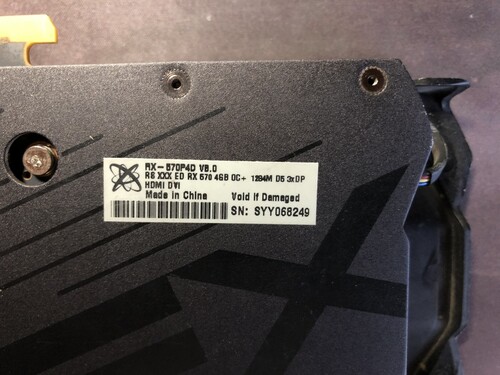 RX-570P4D V8.0
RS XXX ED RX 570 4GB OC+ 1284M D5 3xDP
HDMI DVI
Made in China Void if Damaged
SN: SYY068249